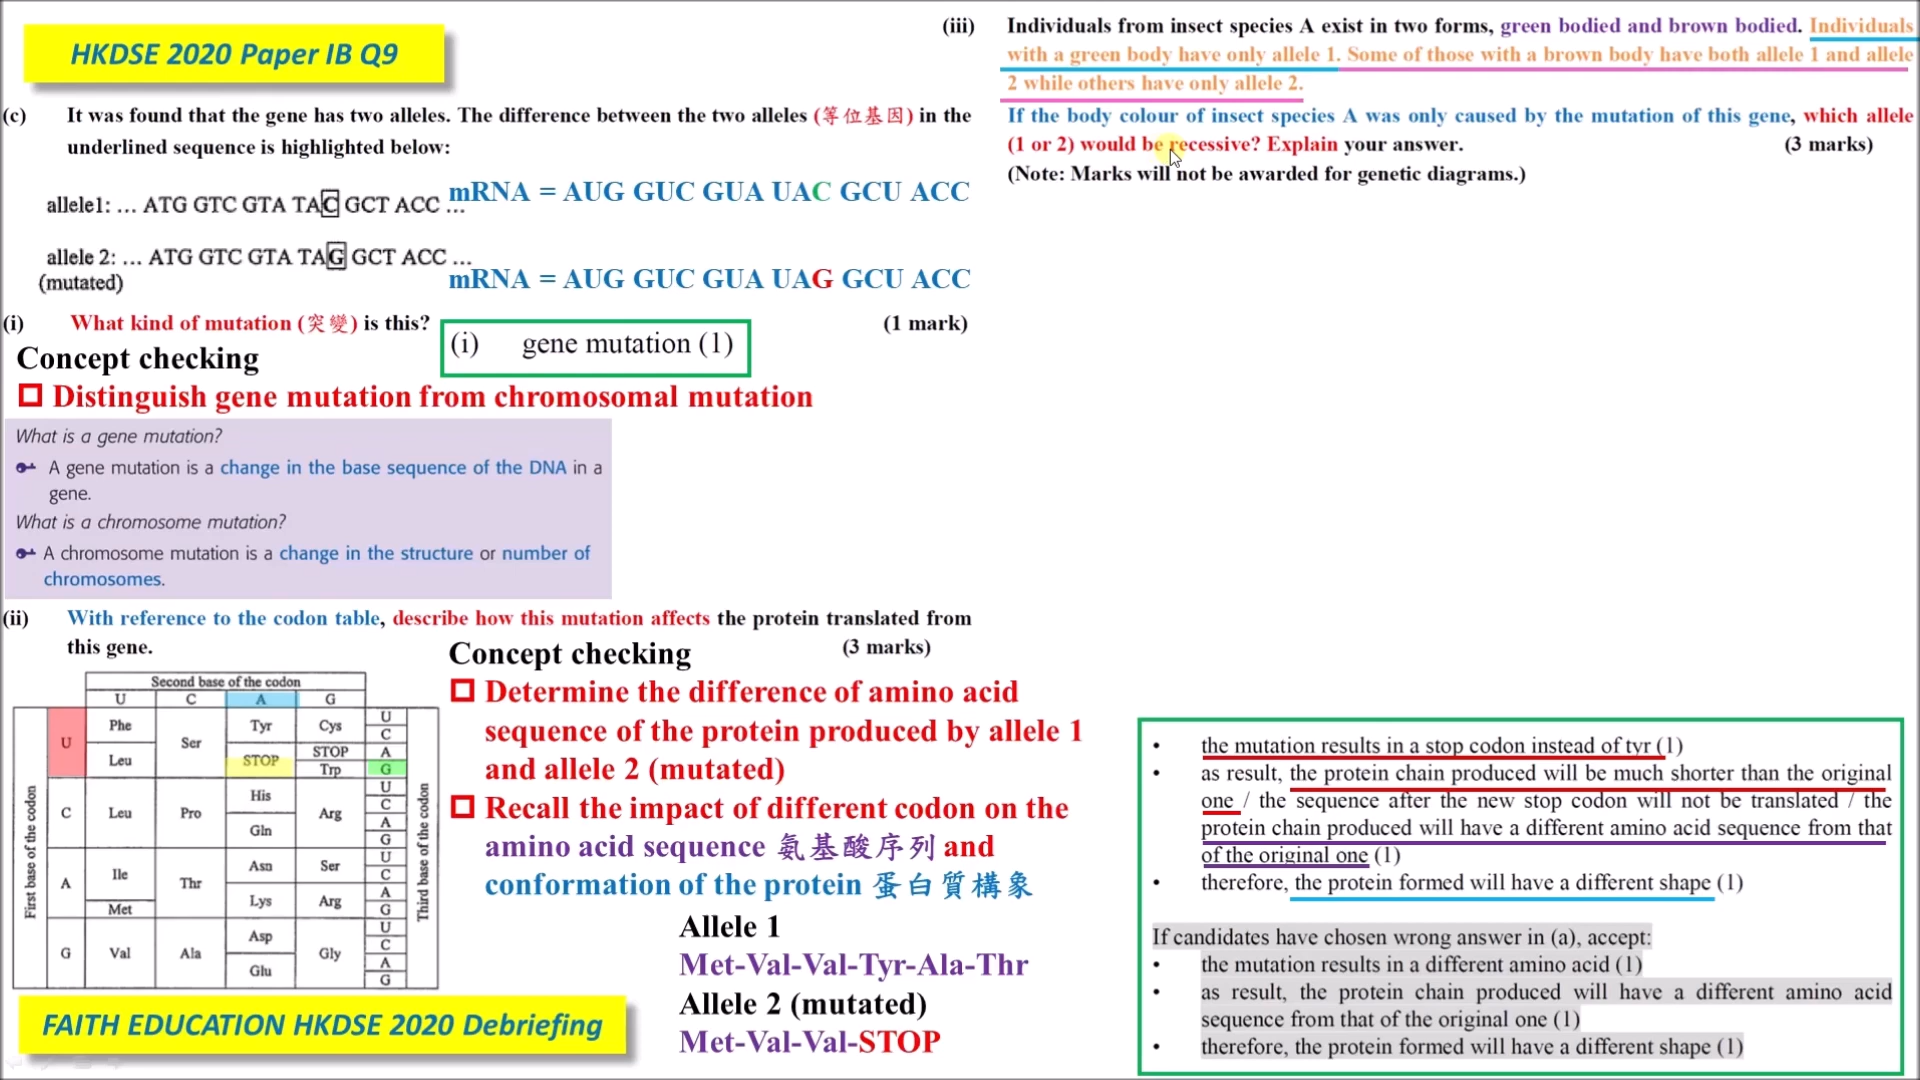 HKDSE 2020 Paper IB Q9
(c) It was found that the gene has two alleles. The difference between the two alleles (等位基因) in the
underlined sequence is highlighted below:
allele1: ... ATG GTC GTA TAC GCT ACC ...
mRNA = AUG GUC GUA UAC GCU ACC
allele 2: ... ATG GTC GTA TAG GCT ACC ...
(mutated)
mRNA = AUG GUC GUA UAG GCU ACC
(i) What kind of mutation (突變) is this? (1 mark)
(i) gene mutation (1)
Concept checking
Distinguish gene mutation from chromosomal mutation
What is a gene mutation?
A gene mutation is a change in the base sequence of the DNA in a
gene.
What is a chromosome mutation?
A chromosome mutation is a change in the structure or number of
chromosomes.
(ii) With reference to the codon table, describe how this mutation affects the protein translated from
this gene. (3 marks)
Second base of the codon
U C A G
First base of the codon
Third base of the codon
U Phe Ser Tyr Cys U
C
Leu STOP STOP A
Trp G
C Leu Pro His Arg U
C
Gln A
G
A Ile Thr Asn Ser U
C
Lys Arg A
Met G
G Val Ala Asp Gly U
C
Glu A
G
Concept checking
Determine the difference of amino acid
sequence of the protein produced by allele 1
and allele 2 (mutated)
Recall the impact of different codon on the
amino acid sequence 氨基酸序列 and
conformation of the protein 蛋白質構象
Allele 1
Met-Val-Val-Tyr-Ala-Thr
Allele 2 (mutated)
Met-Val-Val-STOP
FAITH EDUCATION HKDSE 2020 Debriefing
(iii) Individuals from insect species A exist in two forms, green bodied and brown bodied. Individuals
with a green body have only allele 1. Some of those with a brown body have both allele 1 and allele
2 while others have only allele 2.
If the body colour of insect species A was only caused by the mutation of this gene, which allele
(1 or 2) would be recessive? Explain your answer. (3 marks)
(Note: Marks will not be awarded for genetic diagrams.)
• the mutation results in a stop codon instead of tyr (1)
• as result, the protein chain produced will be much shorter than the original
one / the sequence after the new stop codon will not be translated / the
protein chain produced will have a different amino acid sequence from that
of the original one (1)
• therefore, the protein formed will have a different shape (1)
If candidates have chosen wrong answer in (a), accept:
• the mutation results in a different amino acid (1)
• as result, the protein chain produced will have a different amino acid
sequence from that of the original one (1)
• therefore, the protein formed will have a different shape (1)